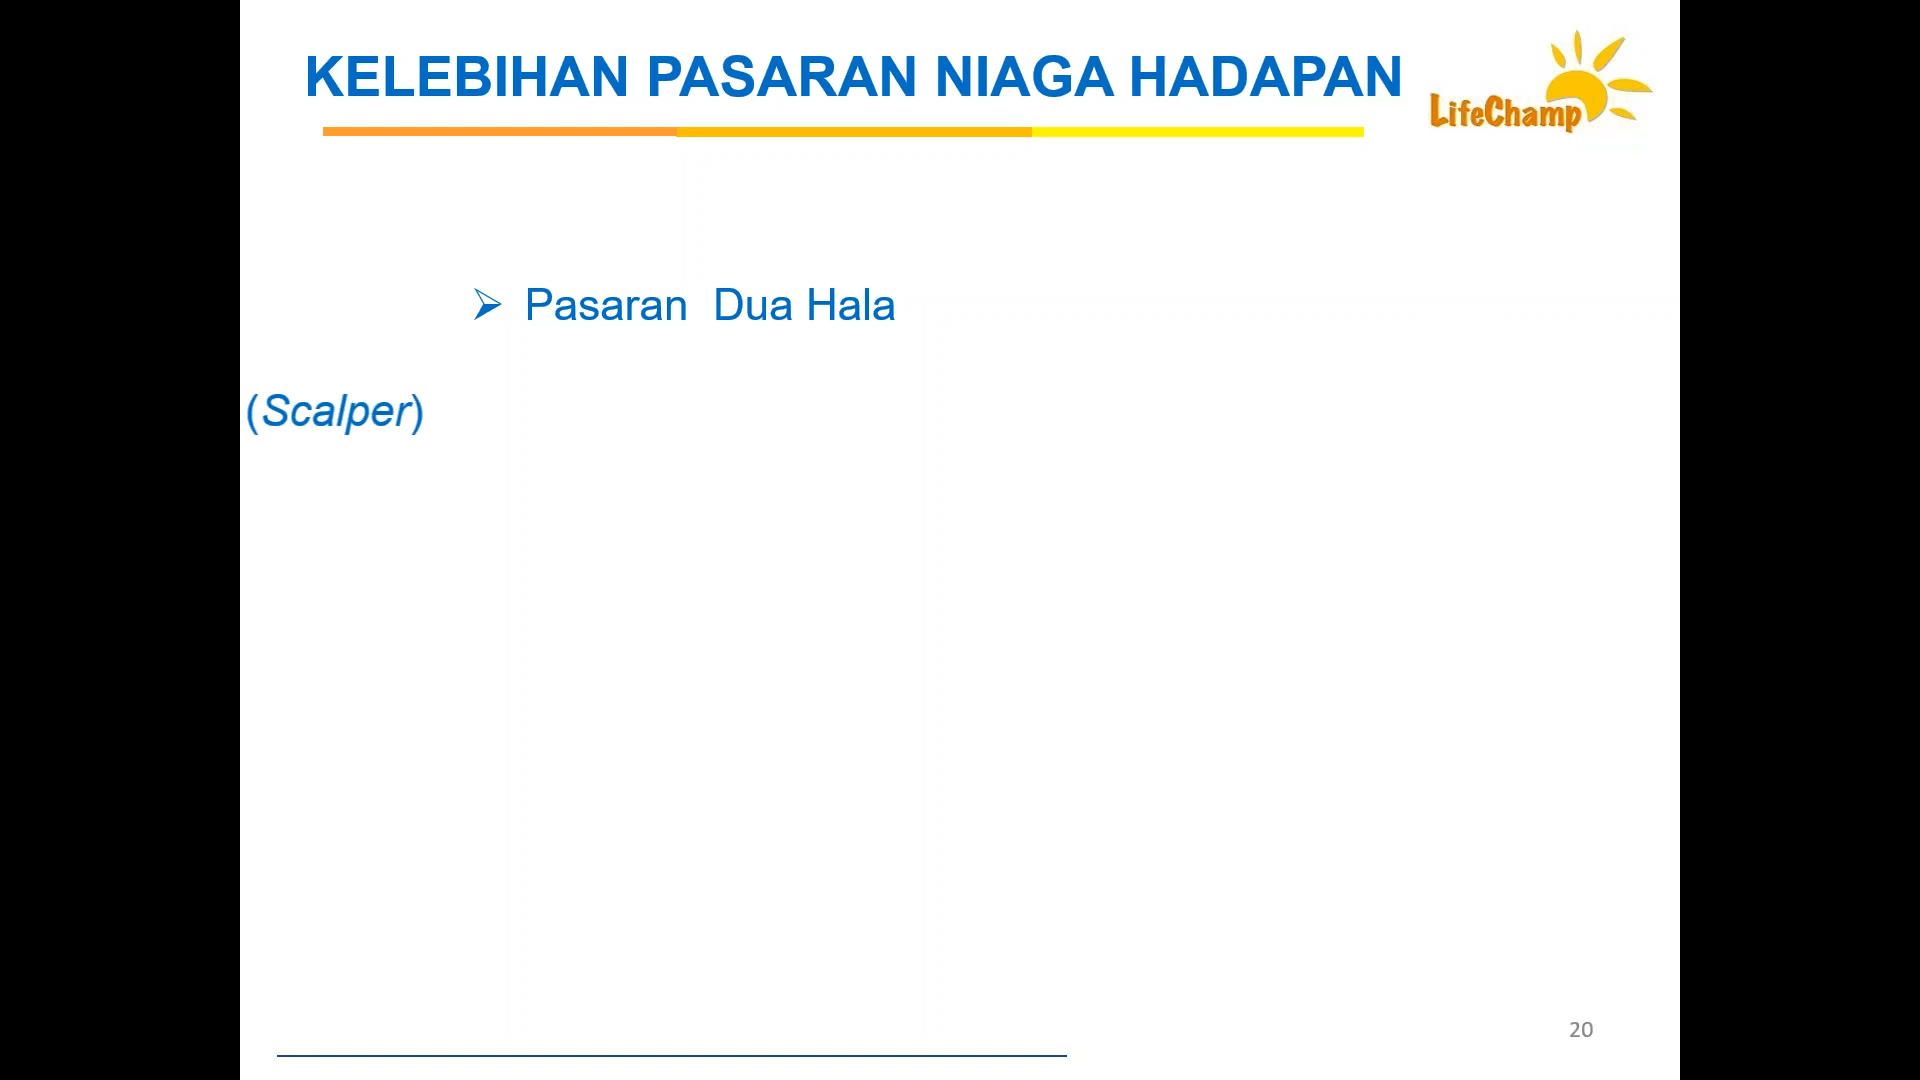 KELEBIHAN PASARAN NIAGA HADAPAN
LifeChamp
➢ Pasaran Dua Hala
(Scalper)
20